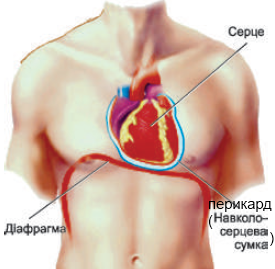 Серце
перикард
(Навколо-
серцева
сумка)
Діафрагма